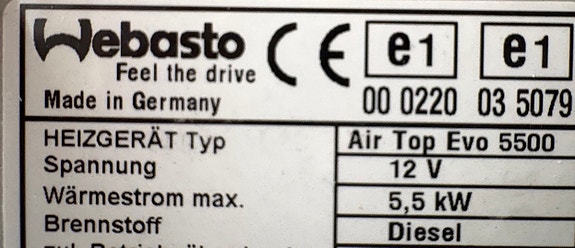 Webasto
Feel the drive
Made in Germany
CE e1 e1
00 0220 03 5079
HEIZGERÄT Typ Air Top Evo 5500
Spannung 12 V
Wärmestrom max. 5,5 kW
Brennstoff Diesel